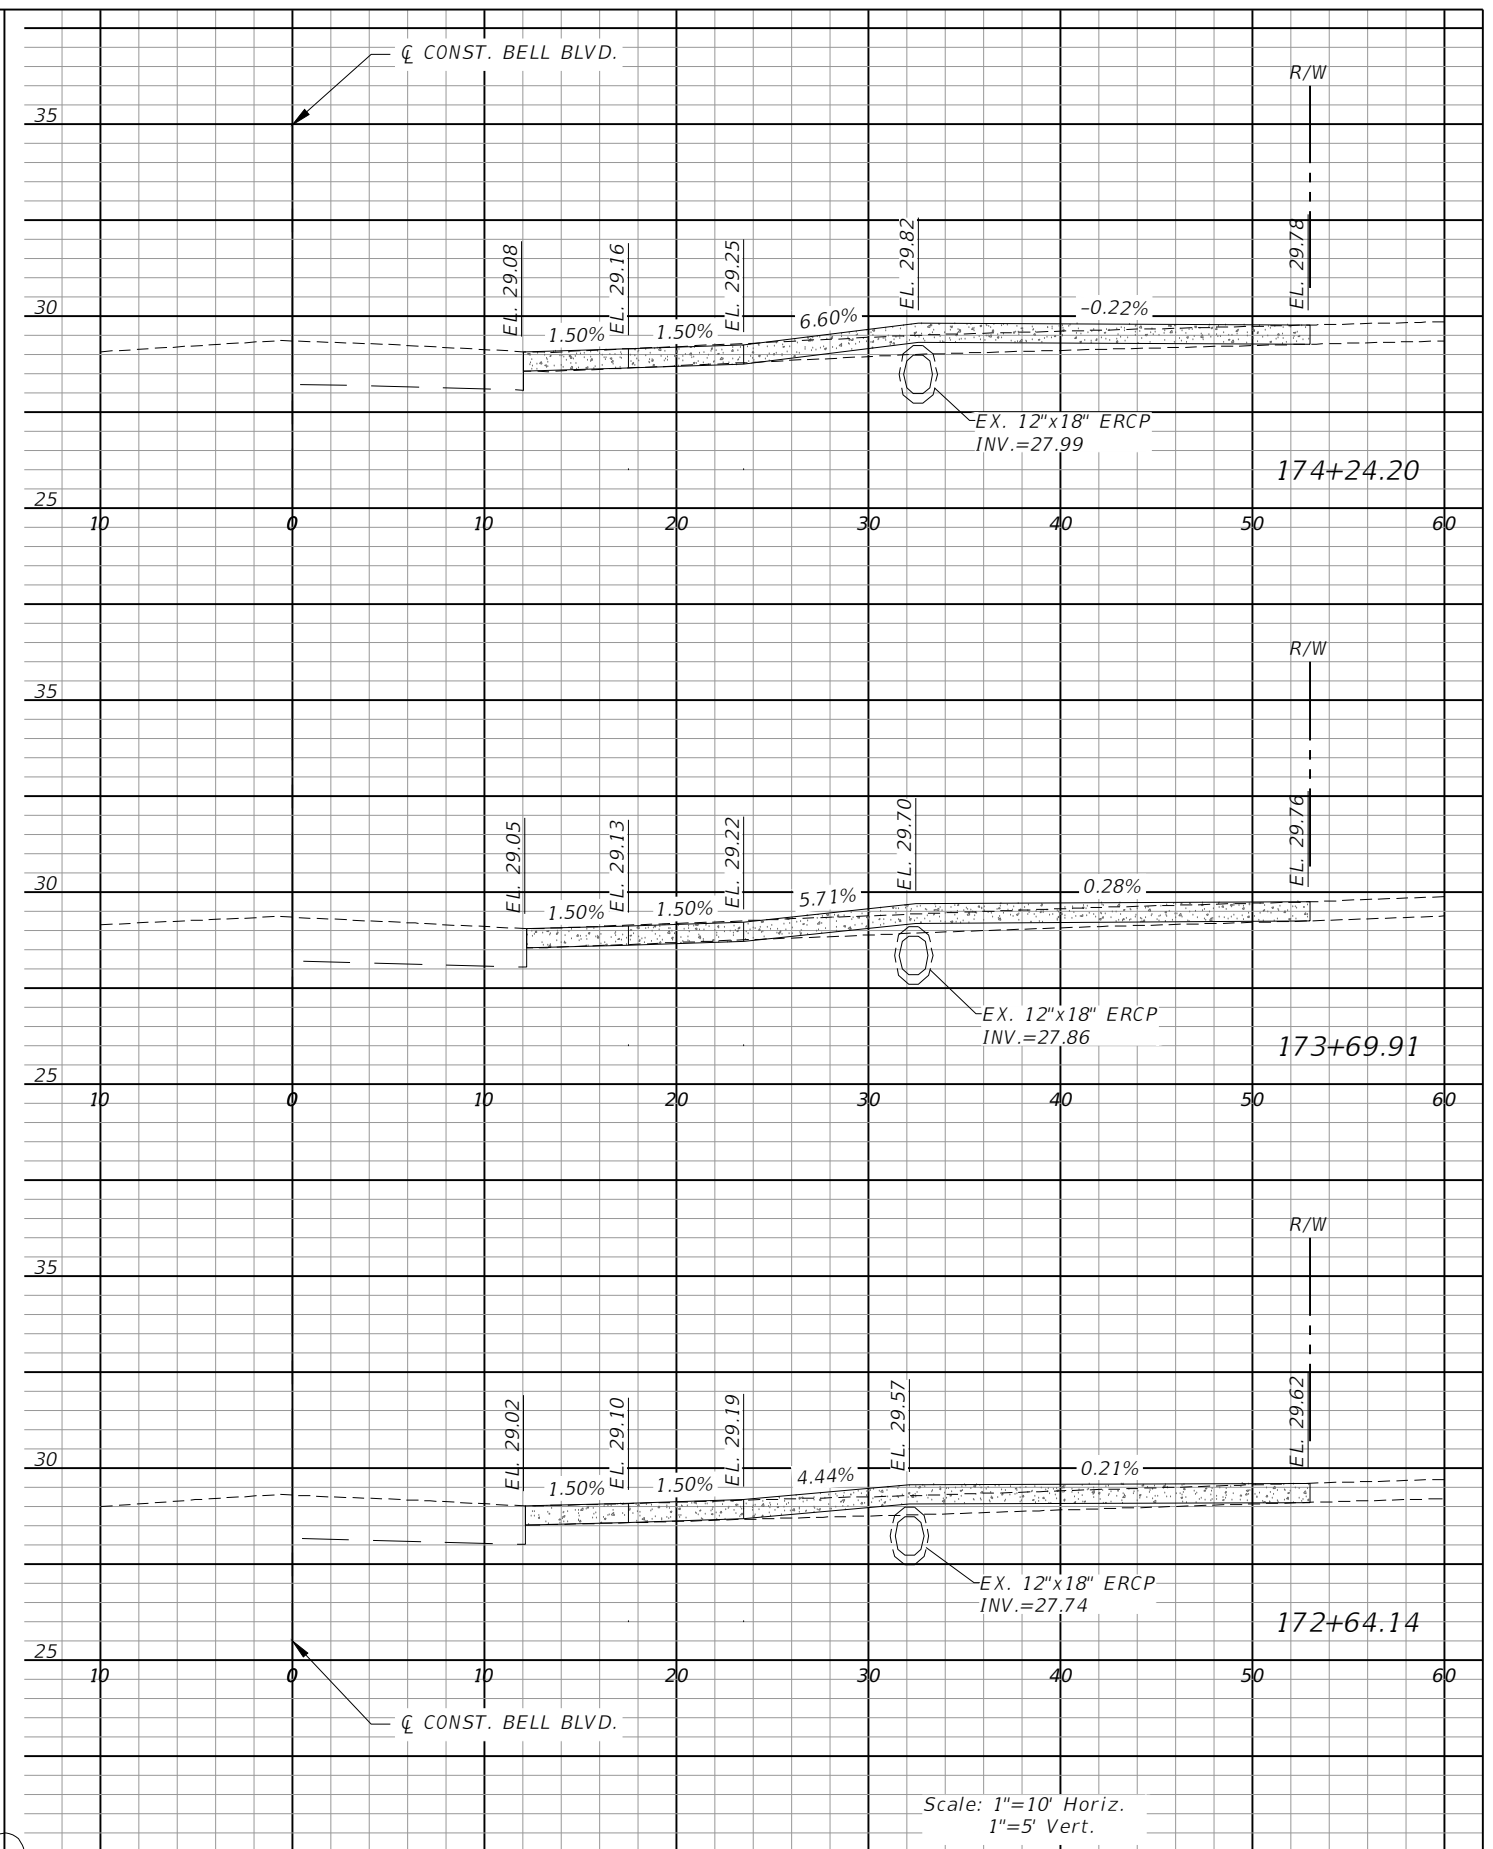 ℄ CONST. BELL BLVD.
R/W
35
EL. 29.08
EL. 29.16
EL. 29.25
EL. 29.82
EL. 29.78
30
1.50%
1.50%
6.60%
-0.22%
EX. 12"x18" ERCP
INV.=27.99
174+24.20
25
10 0 10 20 30 40 50 60
R/W
35
EL. 29.05
EL. 29.13
EL. 29.22
EL. 29.70
EL. 29.76
30
1.50%
1.50%
5.71%
0.28%
EX. 12"x18" ERCP
INV.=27.86
173+69.91
25
10 0 10 20 30 40 50 60
R/W
35
EL. 29.02
EL. 29.10
EL. 29.19
EL. 29.57
EL. 29.62
30
1.50%
1.50%
4.44%
0.21%
EX. 12"x18" ERCP
INV.=27.74
172+64.14
25
10 0 10 20 30 40 50 60
℄ CONST. BELL BLVD.
Scale: 1"=10' Horiz.
1"=5' Vert.